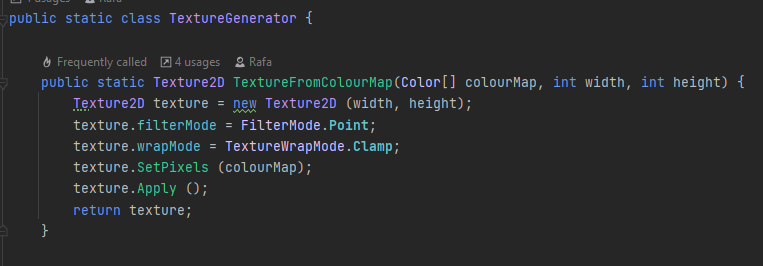 usages Rafa
public static class TextureGenerator {
Frequently called 4 usages Rafa
public static Texture2D TextureFromColourMap(Color[] colourMap, int width, int height) {
Texture2D texture = new Texture2D (width, height);
texture.filterMode = FilterMode.Point;
texture.wrapMode = TextureWrapMode.Clamp;
texture.SetPixels (colourMap);
texture.Apply ();
return texture;
}